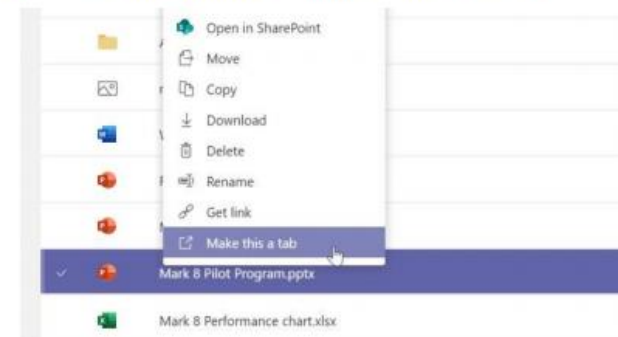 Open in SharePoint
Move
Copy
Download
Delete
Rename
Get link
Make this a tab
Mark 8 Pilot Program.pptx
Mark 8 Performance chart.xlsx